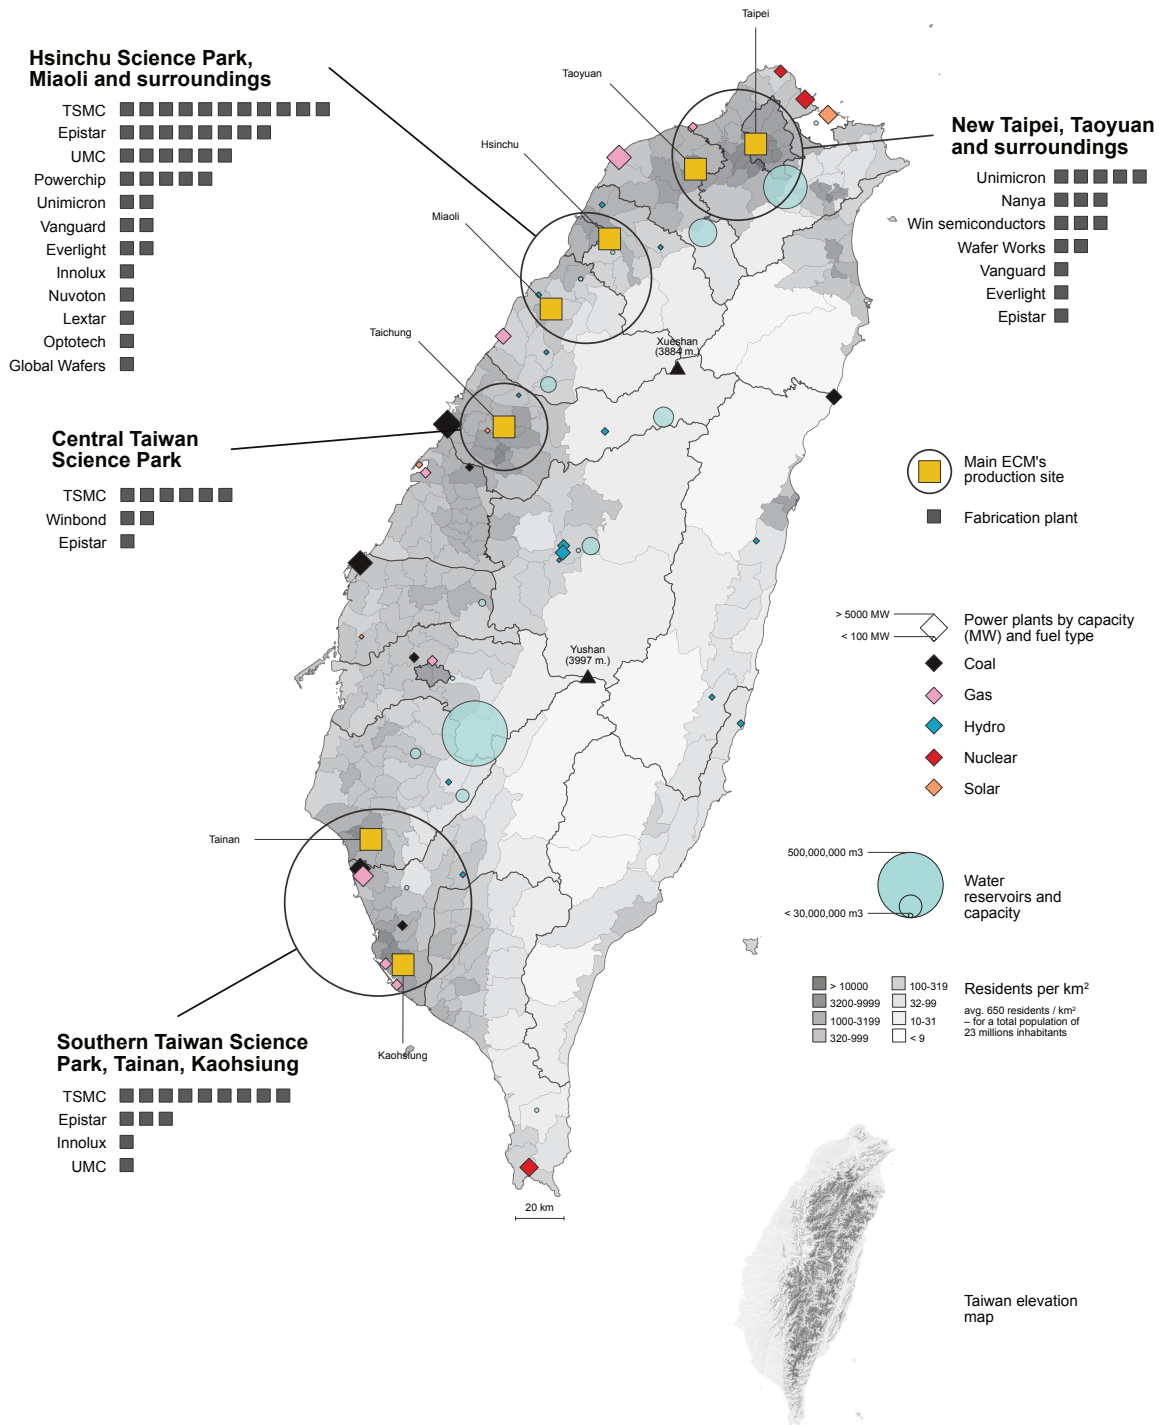 Hsinchu Science Park,
Miaoli and surroundings
TSMC
Epistar
UMC
Powerchip
Unimicron
Vanguard
Everlight
Innolux
Nuvoton
Lextar
Optotech
Global Wafers
Central Taiwan
Science Park
TSMC
Winbond
Epistar
Southern Taiwan Science
Park, Tainan, Kaohsiung
TSMC
Epistar
Innolux
UMC
Taipei
Taoyuan
Hsinchu
Miaoli
Taichung
Xueshan
(3884 m.)
Yushan
(3997 m.)
Tainan
Kaohsiung
20 km
New Taipei, Taoyuan
and surroundings
Unimicron
Nanya
Win semiconductors
Wafer Works
Vanguard
Everlight
Epistar
Main ECM's
production site
Fabrication plant
> 5000 MW
< 100 MW
Power plants by capacity
(MW) and fuel type
Coal
Gas
Hydro
Nuclear
Solar
500,000,000 m3
< 30,000,000 m3
Water
reservoirs and
capacity
> 10000
3200-9999
1000-3199
320-999
100-319
32-99
10-31
< 9
Residents per km²
avg. 650 residents / km²
– for a total population of
23 millions inhabitants
Taiwan elevation
map